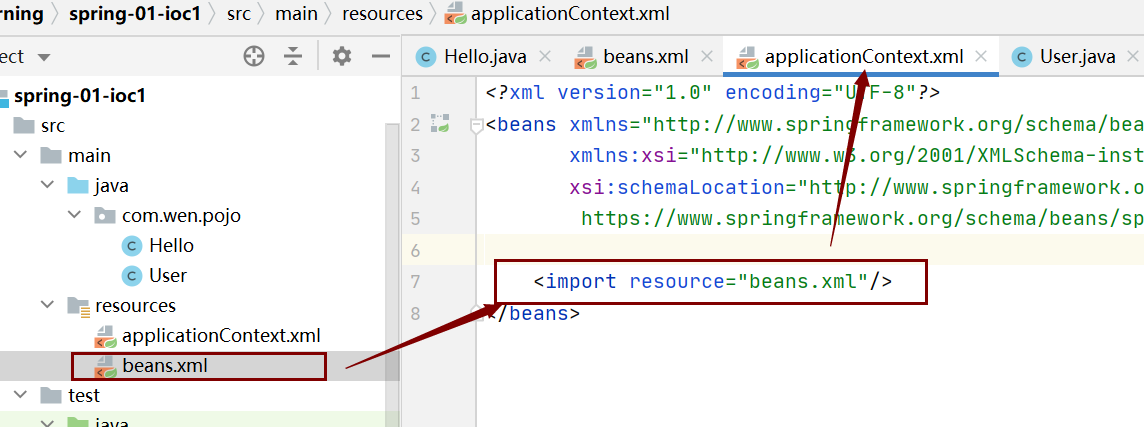 rning spring-01-ioc1 src main resources applicationContext.xml
ect
Hello.java beans.xml applicationContext.xml User.java
spring-01-ioc1
src
main
java
com.wen.pojo
Hello
User
resources
applicationContext.xml
beans.xml
test
java
1 <?xml version="1.0" encoding="UTF-8"?>
2 <beans xmlns="http://www.springframework.org/schema/bea
3 xmlns:xsi="http://www.w3.org/2001/XMLSchema-inst
4 xsi:schemaLocation="http://www.springframework.o
5 https://www.springframework.org/schema/beans/sp
6
7 <import resource="beans.xml"/>
8 </beans>